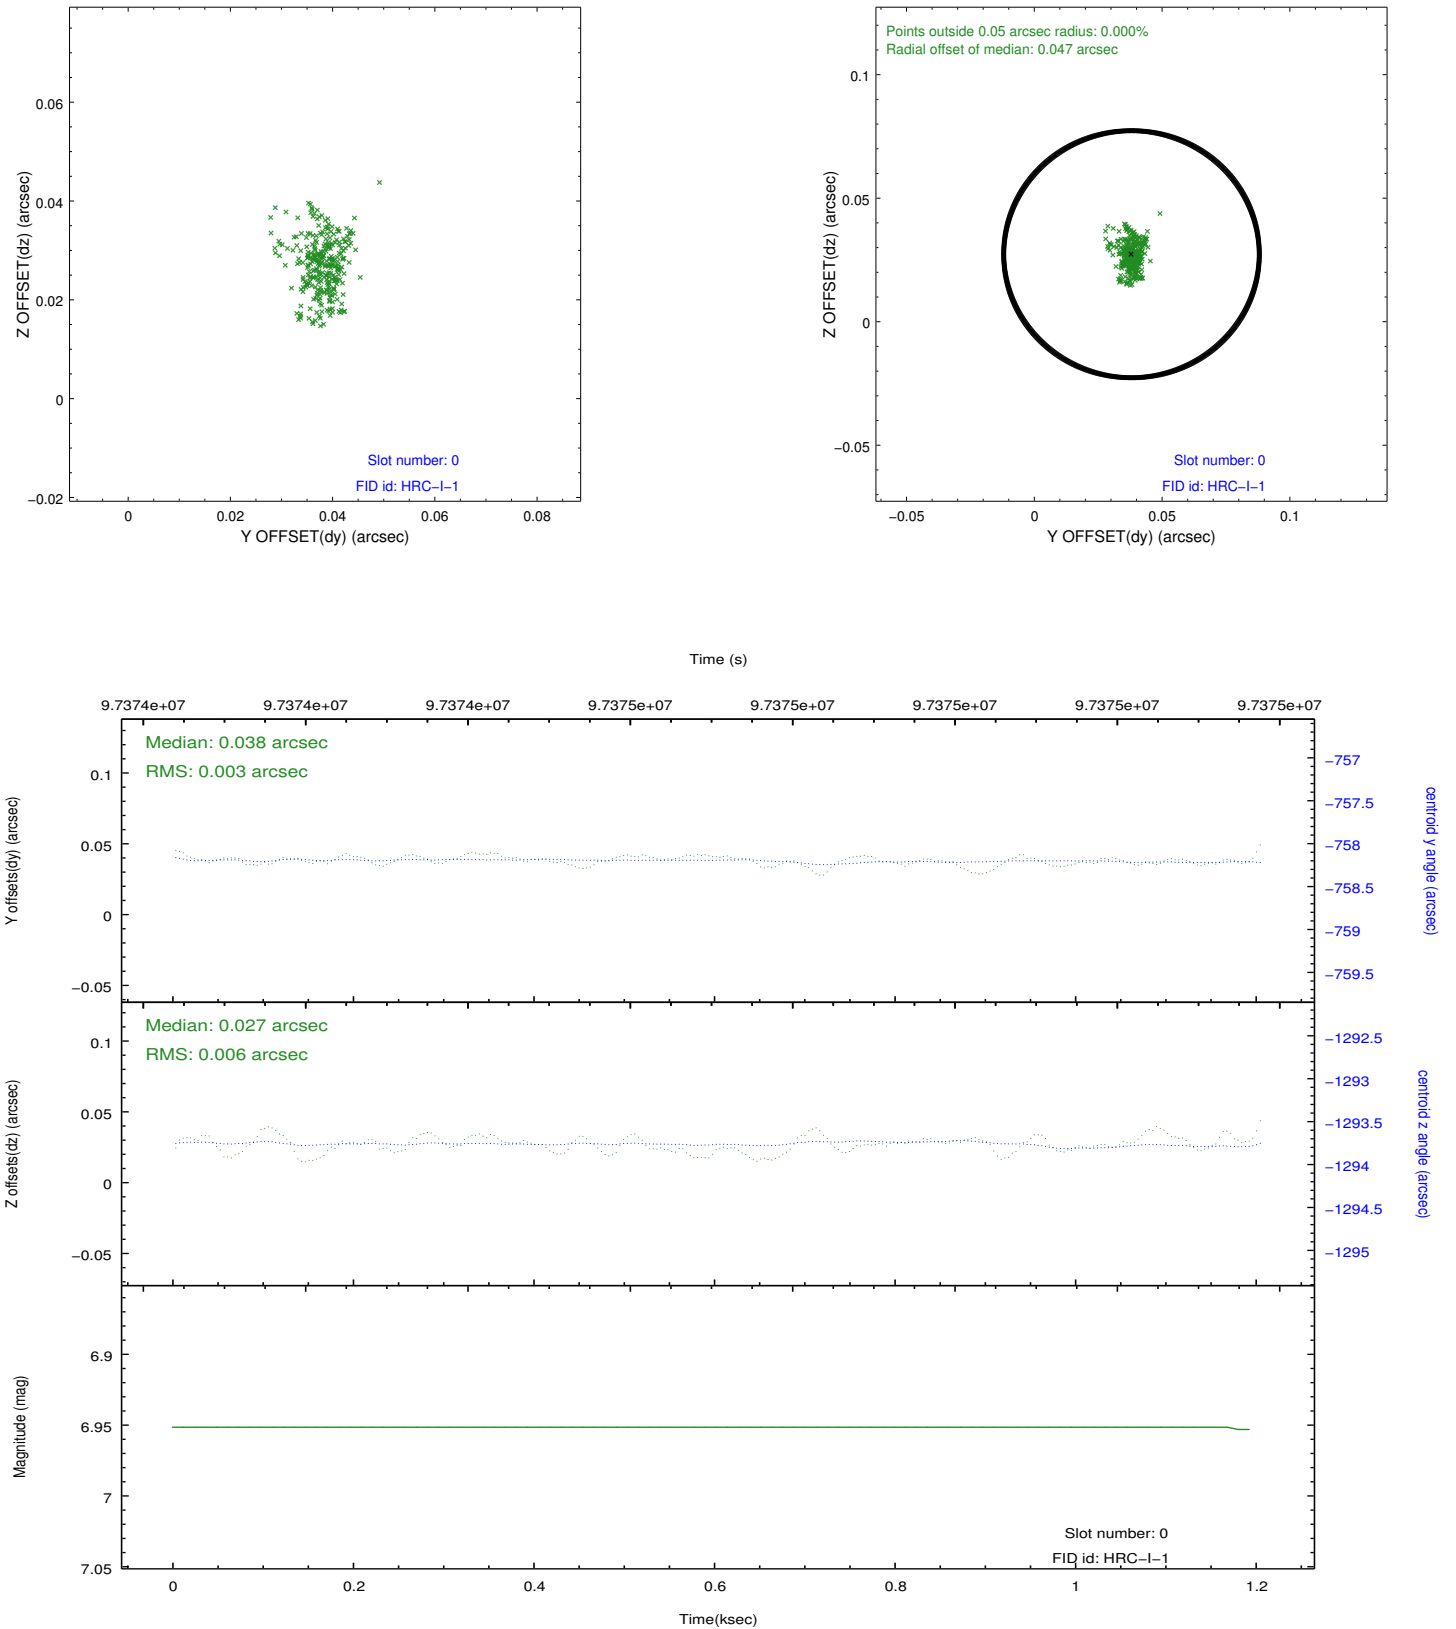 0.06
0.04
0.02
0
−0.02
Z OFFSET(dz) (arcsec)
Slot number: 0
FID id: HRC−I−1
0
0.02
0.04
0.06
0.08
Y OFFSET(dy) (arcsec)
Points outside 0.05 arcsec radius: 0.000%
Radial offset of median: 0.047 arcsec
0.1
0.05
0
−0.05
Z OFFSET(dz) (arcsec)
Slot number: 0
FID id: HRC−I−1
−0.05
0
0.05
0.1
Y OFFSET(dy) (arcsec)
Time (s)
9.7374e+07 9.7374e+07 9.7374e+07 9.7375e+07 9.7375e+07 9.7375e+07 9.7375e+07 9.7375e+07
Median: 0.038 arcsec
RMS: 0.003 arcsec
0.1
0.05
0
−0.05
Y offsets(dy) (arcsec)
−757
−757.5
−758
−758.5
−759
−759.5
centroid y angle (arcsec)
Median: 0.027 arcsec
RMS: 0.006 arcsec
0.1
0.05
0
−0.05
Z offsets(dz) (arcsec)
−1292.5
−1293
−1293.5
−1294
−1294.5
−1295
centroid z angle (arcsec)
6.9
6.95
7
7.05
Magnitude (mag)
Slot number: 0
FID id: HRC−I−1
0 0.2 0.4 0.6 0.8 1 1.2
Time(ksec)